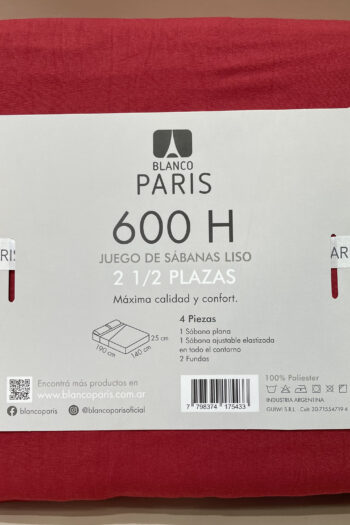 BLANCO
PARIS
600 H
JUEGO DE SÁBANAS LISO
2 1/2 PLAZAS
Máxima calidad y confort.
4 Piezas
1 Sábana plana
1 Sábana ajustable elastizada
en todo el contorno
2 Fundas
25 cm
190 cm
140 cm
Encontrá más productos en
www.blancoparis.com.ar
blancoparis
@blancoparisoficial
7 798374 175433
100% Poliester
INDUSTRIA ARGENTINA